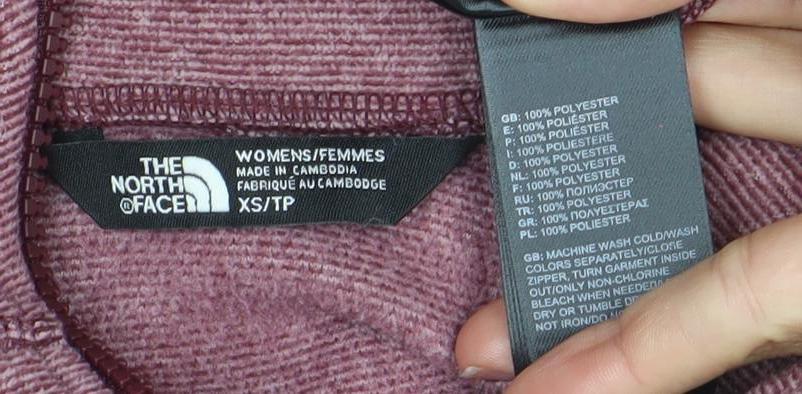 THE
NORTH
FACE
WOMENS/FEMMES
MADE IN CAMBODIA
FABRIQUÉ AU CAMBODGE
XS/TP
GB: 100% POLYESTER
E: 100% POLIÉSTER
P: 100% POLIÉSTER
I: 100% POLIESTERE
D: 100% POLYESTER
NL: 100% POLYESTER
F: 100% POLYESTER
RU: 100% ПОЛИЭСТЕР
TR: 100% POLYESTER
GR: 100% ΠΟΛΥΕΣΤΕΡΑΣ
PL: 100% POLIESTER
GB: MACHINE WASH COLD/WASH
COLORS SEPARATELY/CLOSE
ZIPPER, TURN GARMENT INSIDE
OUT/ONLY NON-CHLORINE
BLEACH WHEN NEEDED/
DRY OR TUMBLE
NOT IRON/DO